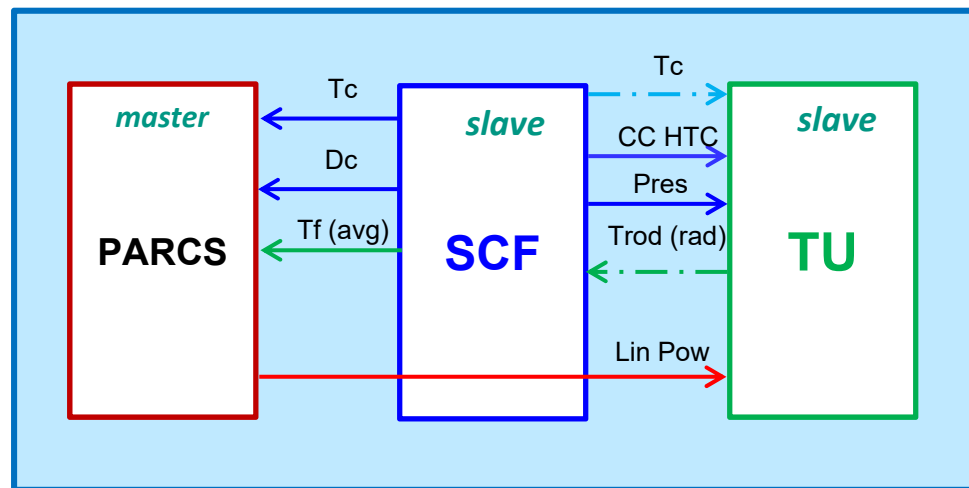 master
PARCS
Tc
Dc
Tf (avg)
slave
SCF
Tc
CC HTC
Pres
Trod (rad)
Lin Pow
slave
TU